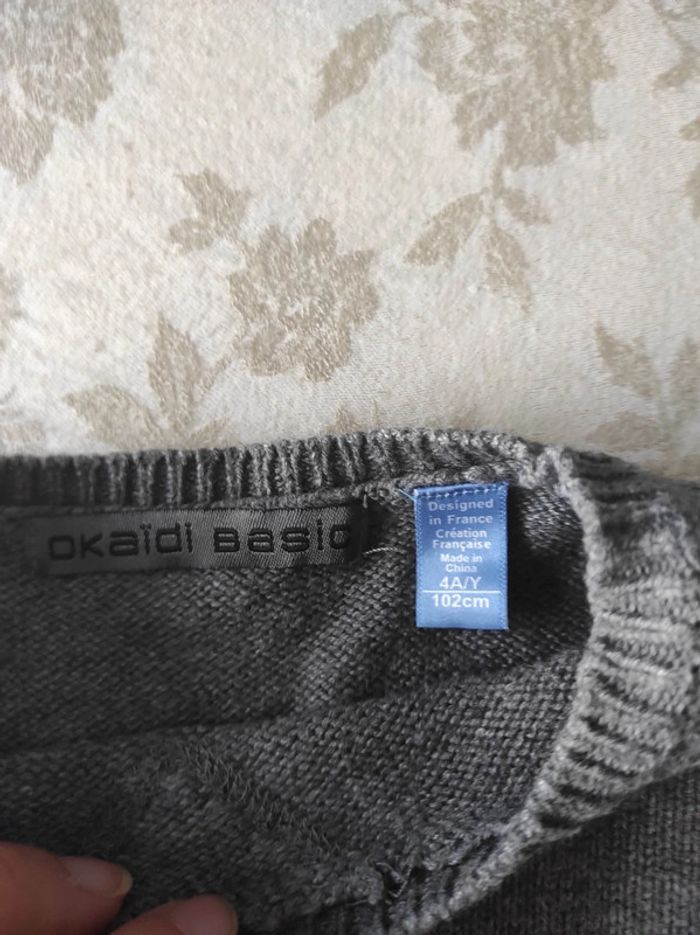 okaïdi Basic
Designed
in France
Création
Française
Made in
China
4A/Y
102cm